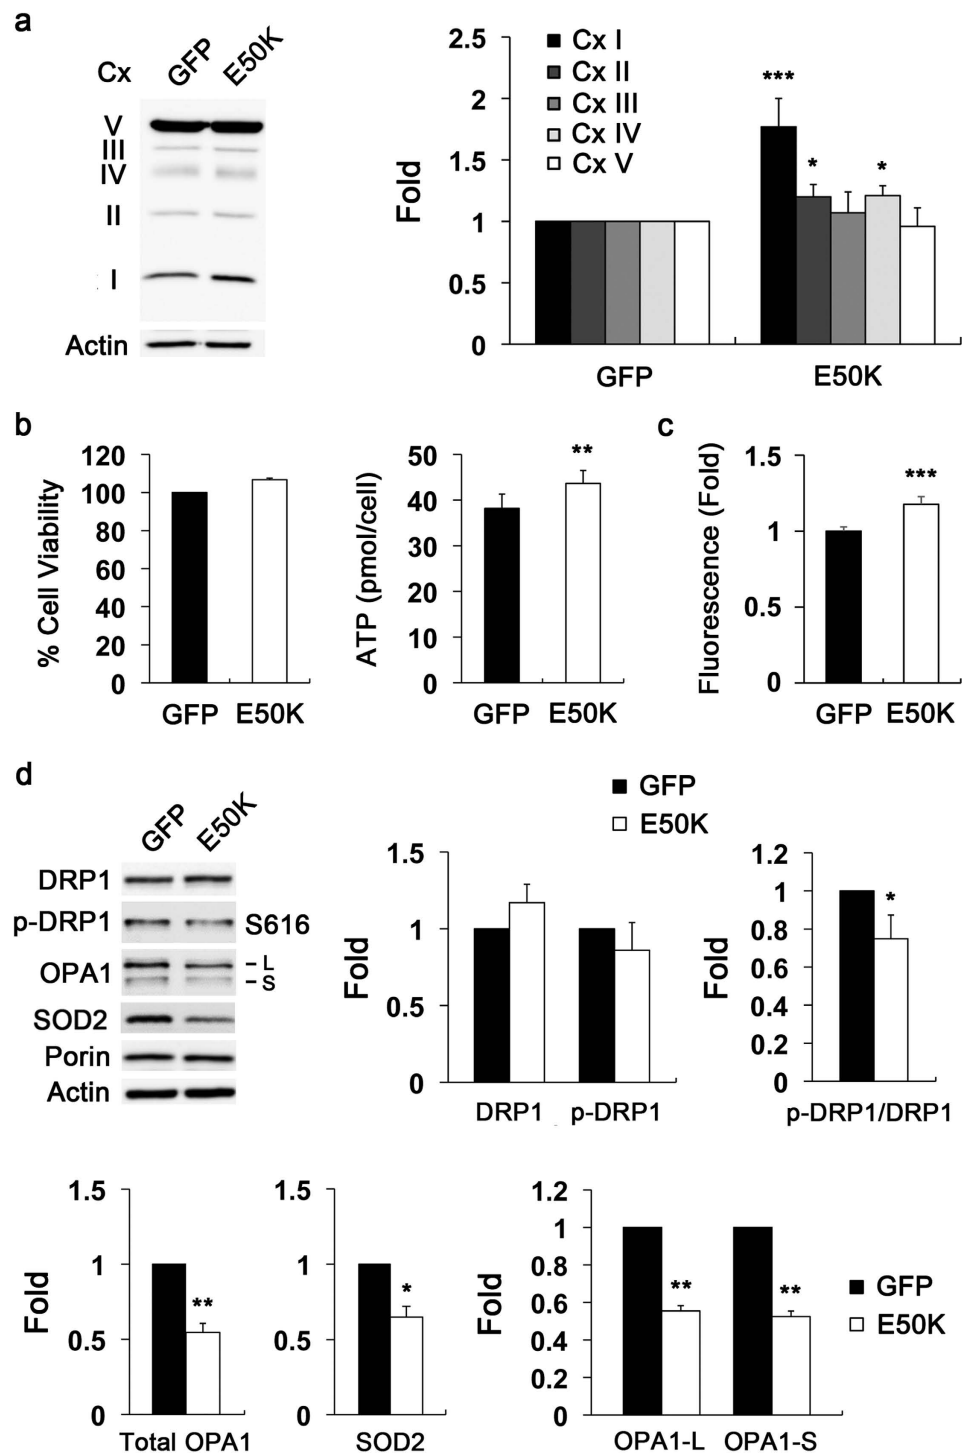 a
Cx GFP E50K
V
III
IV
II
I
Actin
Fold
2.5
2
1.5
1
0.5
0
Cx I
Cx II
Cx III
Cx IV
Cx V
***
*
*
GFP E50K
b
% Cell Viability
120
100
80
60
40
20
0
GFP E50K
ATP (pmol/cell)
50
40
30
20
10
0
**
GFP E50K
c
Fluorescence (Fold)
1.5
1
0.5
0
***
GFP E50K
d
GFP E50K
DRP1
p-DRP1 S616
OPA1 – L
– S
SOD2
Porin
Actin
GFP
E50K
Fold
1.5
1
0.5
0
DRP1 p-DRP1
Fold
1.2
1
0.8
0.6
0.4
0.2
0
*
p-DRP1/DRP1
Fold
1.5
1
0.5
0
**
Total OPA1
1.5
1
0.5
0
*
SOD2
Fold
1.2
1
0.8
0.6
0.4
0.2
0
**
**
OPA1-L OPA1-S
GFP
E50K